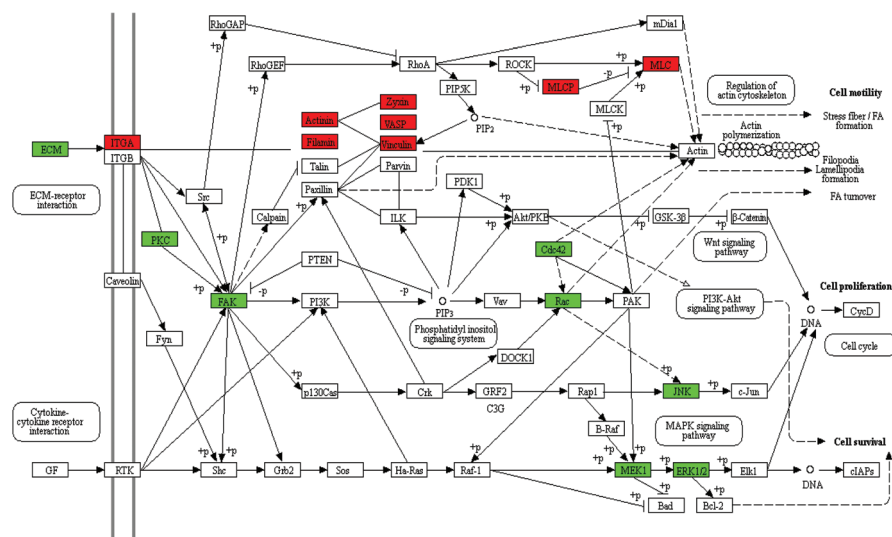 RhoGAP
mDia1
+p
RhoGEF
RhoA
ROCK
+p
MLC
+p
-p
+p
PIP5K
MLCP
Regulation of
actin cytoskeleton
Cell motility
Zyxin
MLCK
Actinin
VASP
PIP2
+p
Stress fiber / FA
formation
Actin
polymerization
ECM
ITGA
Filamin
Vinculin
ITGB
Actin
Talin
Parvin
Filopodia
Lamellipodia
formation
ECM-receptor
interaction
Src
Paxillin
PDK1
+p
FA turnover
+p
+p
Calpain
ILK
+p
Akt/PKB
+p
GSK-3β
+p
β-Catenin
PKC
Cdc42
Wnt signaling
pathway
PTEN
+p
-p
-p
Caveolin
FAK
PI3K
PIP3
Vav
Rac
PAK
PI3K-Akt
signaling pathway
Cell proliferation
DNA
CycD
Phosphatidyl inositol
signaling system
Fyn
DOCK1
Cell cycle
+p
p130Cas
Crk
GRF2
C3G
Rap1
JNK
+p
c-Jun
Cytokine-
cytokine receptor
interaction
B-Raf
MAPK signaling
pathway
+p
+p
+p
+p
Cell survival
GF
RTK
Shc
Grb2
Sos
Ha-Ras
Raf-1
+p
MEK1
+p
ERK1/2
+p
Elk1
DNA
cIAPs
+p
+p
+p
Bad
Bcl-2